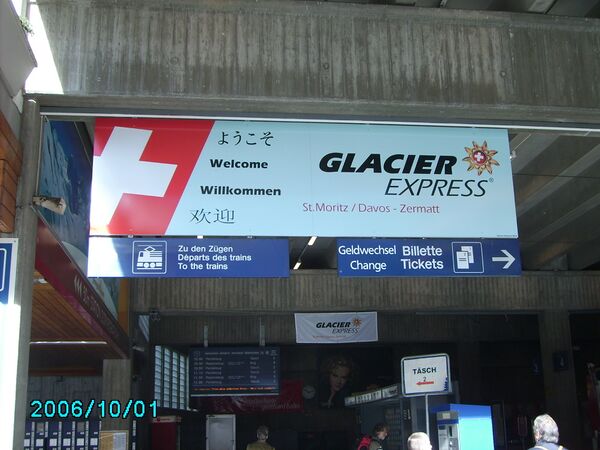 ようこそ
Welcome
Willkommen
欢迎
GLACIER
EXPRESS®
St.Moritz / Davos - Zermatt
Zu den Zügen
Départs des trains
To the trains
Geldwechsel
Change
Billette
Tickets
GLACIER
EXPRESS
TÄSCH
2
2006/10/01